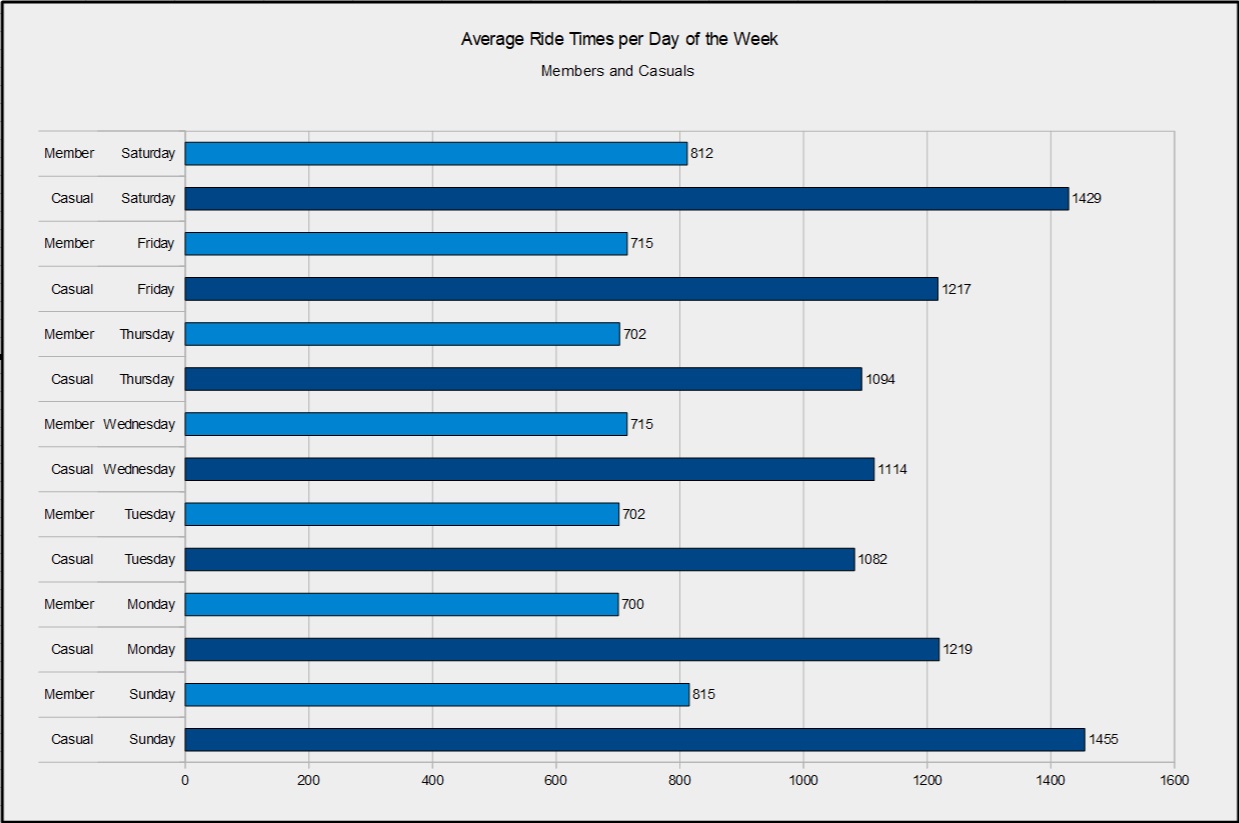 Average Ride Times per Day of the Week
Members and Casuals
Member Saturday 812
Casual Saturday 1429
Member Friday 715
Casual Friday 1217
Member Thursday 702
Casual Thursday 1094
Member Wednesday 715
Casual Wednesday 1114
Member Tuesday 702
Casual Tuesday 1082
Member Monday 700
Casual Monday 1219
Member Sunday 815
Casual Sunday 1455
0 200 400 600 800 1000 1200 1400 1600